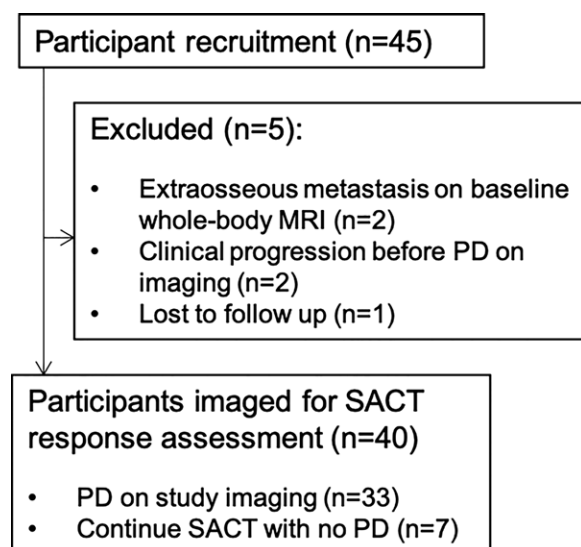 Participant recruitment (n=45)
Excluded (n=5):
• Extraosseous metastasis on baseline
whole-body MRI (n=2)
• Clinical progression before PD on
imaging (n=2)
• Lost to follow up (n=1)
Participants imaged for SACT
response assessment (n=40)
• PD on study imaging (n=33)
• Continue SACT with no PD (n=7)